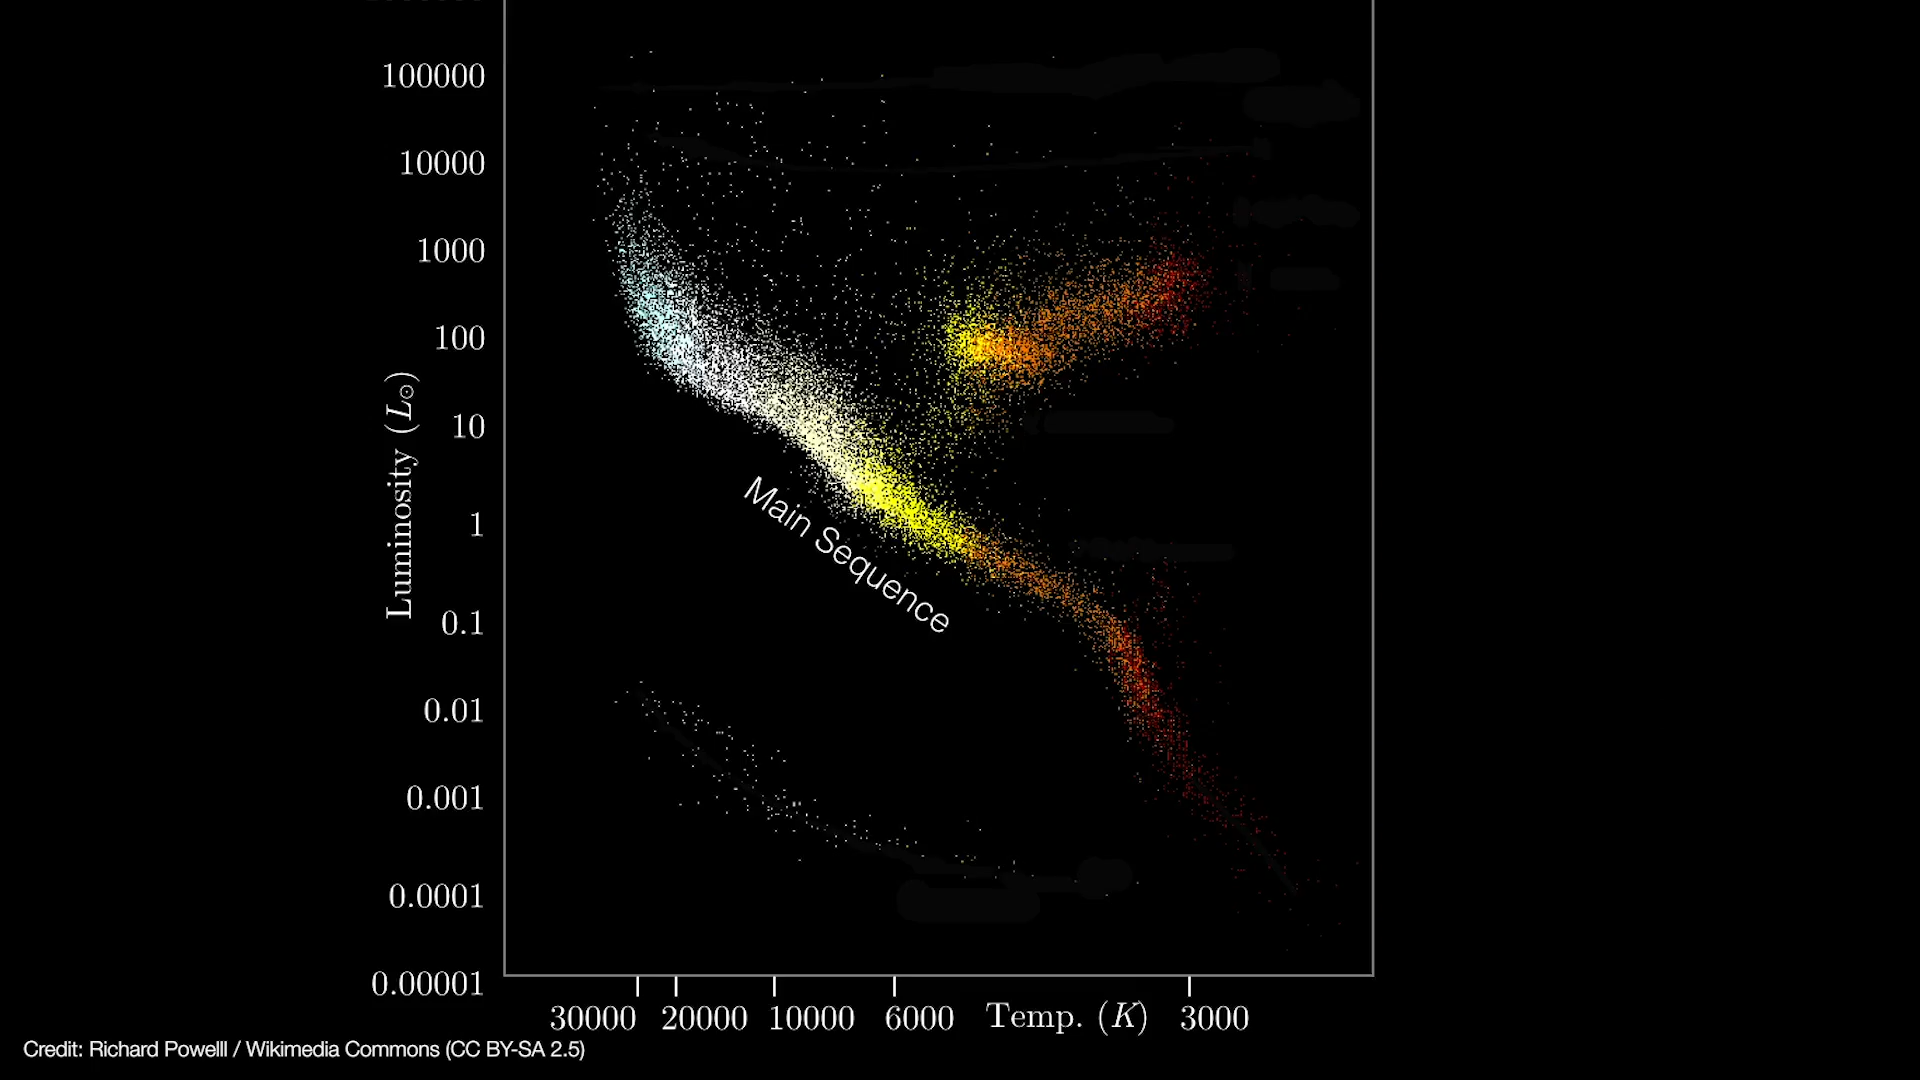 100000
10000
1000
100
10
1
0.1
0.01
0.001
0.0001
0.00001
Luminosity (L⊙)
Main Sequence
30000 20000 10000 6000 Temp. (K) 3000
Credit: Richard Powelll / Wikimedia Commons (CC BY-SA 2.5)